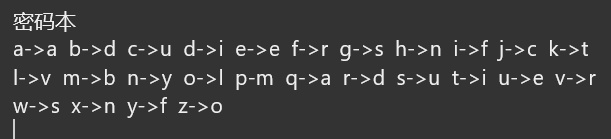 密码本
a->a b->d c->u d->i e->e f->r g->s h->n i->f j->c k->t
l->v m->b n->y o->l p-m q->a r->d s->u t->i u->e v->r
w->s x->n y->f z->o